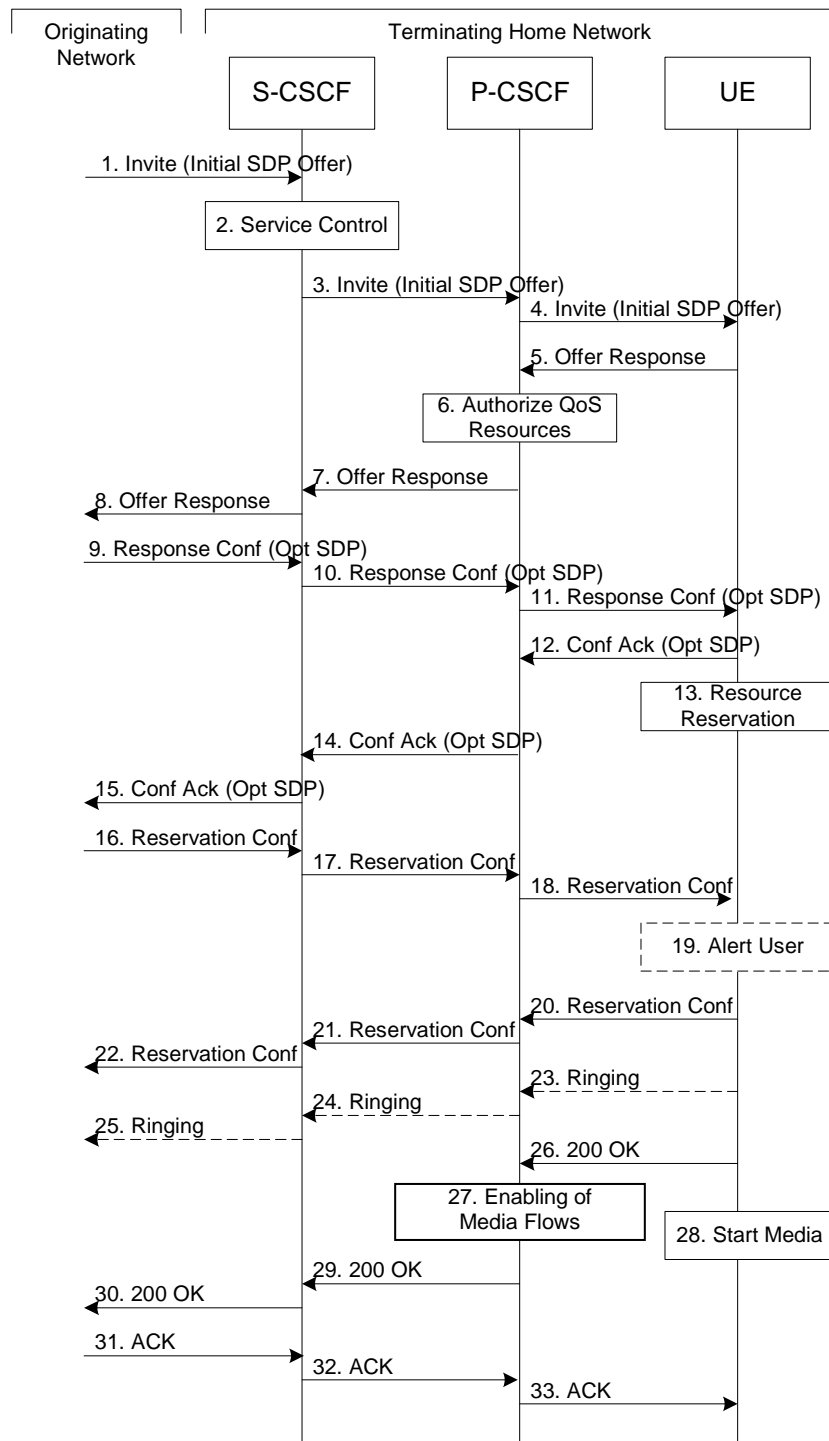 Originating
Network
Terminating Home Network
S-CSCF
P-CSCF
UE
1. Invite (Initial SDP Offer)
2. Service Control
3. Invite (Initial SDP Offer)
4. Invite (Initial SDP Offer)
5. Offer Response
6. Authorize QoS
Resources
7. Offer Response
8. Offer Response
9. Response Conf (Opt SDP)
10. Response Conf (Opt SDP)
11. Response Conf (Opt SDP)
12. Conf Ack (Opt SDP)
13. Resource
Reservation
14. Conf Ack (Opt SDP)
15. Conf Ack (Opt SDP)
16. Reservation Conf
17. Reservation Conf
18. Reservation Conf
19. Alert User
20. Reservation Conf
21. Reservation Conf
22. Reservation Conf
23. Ringing
24. Ringing
25. Ringing
26. 200 OK
27. Enabling of
Media Flows
28. Start Media
29. 200 OK
30. 200 OK
31. ACK
32. ACK
33. ACK